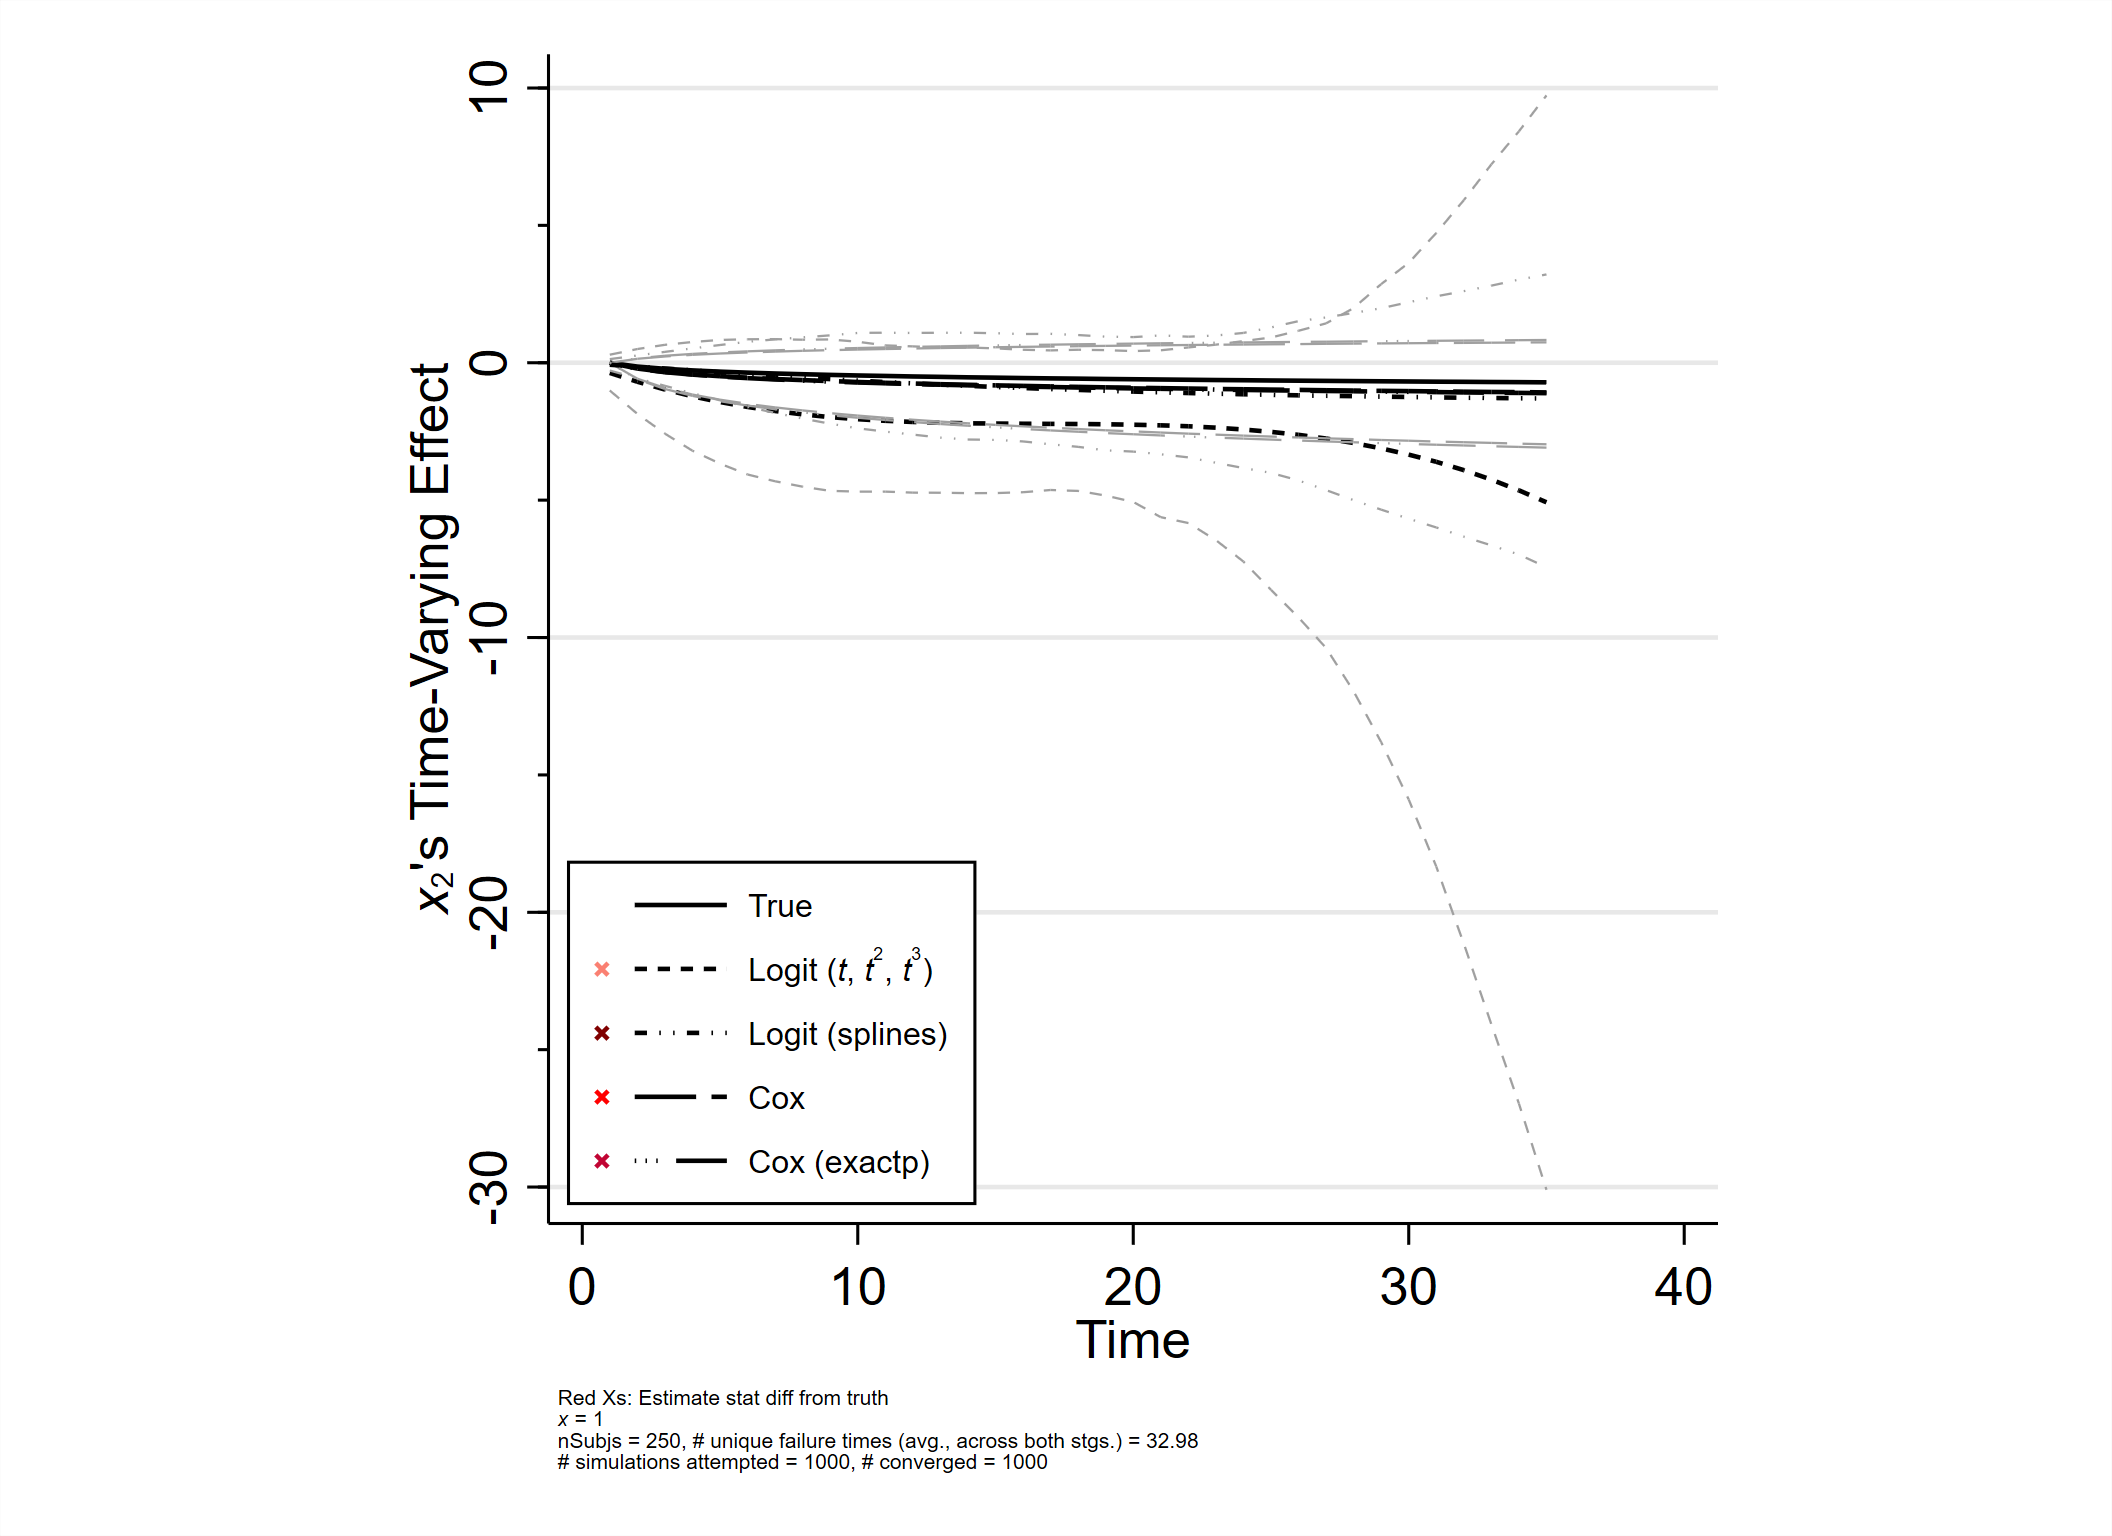 10
0
-10
-20
-30
x₂'s Time-Varying Effect
True
Logit (t, t², t³)
Logit (splines)
Cox
Cox (exactp)
0 10 20 30 40
Time
Red Xs: Estimate stat diff from truth
x = 1
nSubjs = 250, # unique failure times (avg., across both stgs.) = 32.98
# simulations attempted = 1000, # converged = 1000